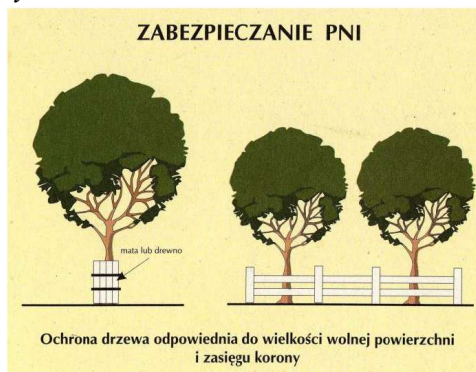 ZABEZPIECZANIE PNI
mata lub drewno
Ochrona drzewa odpowiednia do wielkości wolnej powierzchni
i zasięgu korony